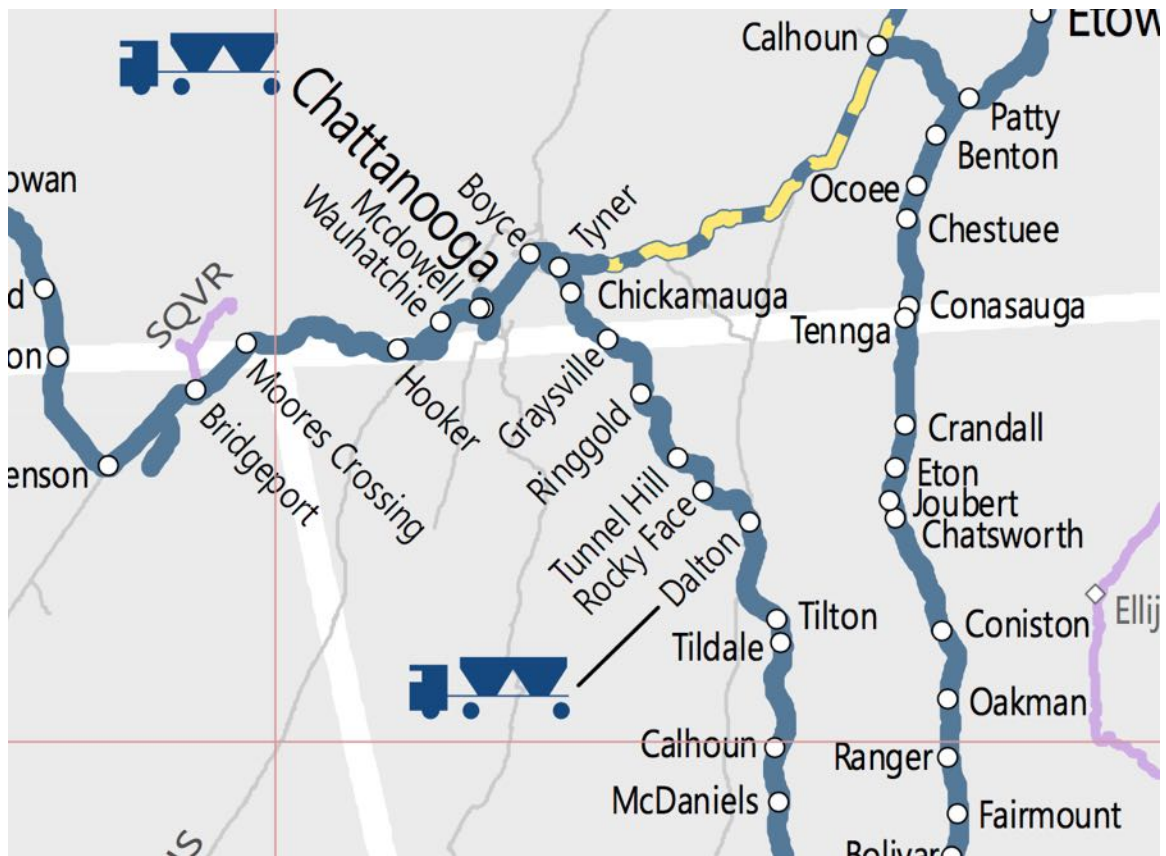 Etow
Calhoun
Patty
Benton
Chattanooga
owan
Boyce
Tyner
Ocoee
Mcdowell
Wauhatchie
Chestuee
SQVR
d
Chickamauga
Conasauga
Tennga
on
Moores Crossing
Hooker
Graysville
Bridgeport
Ringgold
Crandall
enson
Eton
Tunnel Hill
Joubert
Rocky Face
Chatsworth
Dalton
Ellij
Tilton
Coniston
Tildale
Oakman
Calhoun
Ranger
McDaniels
Fairmount
Bolivar